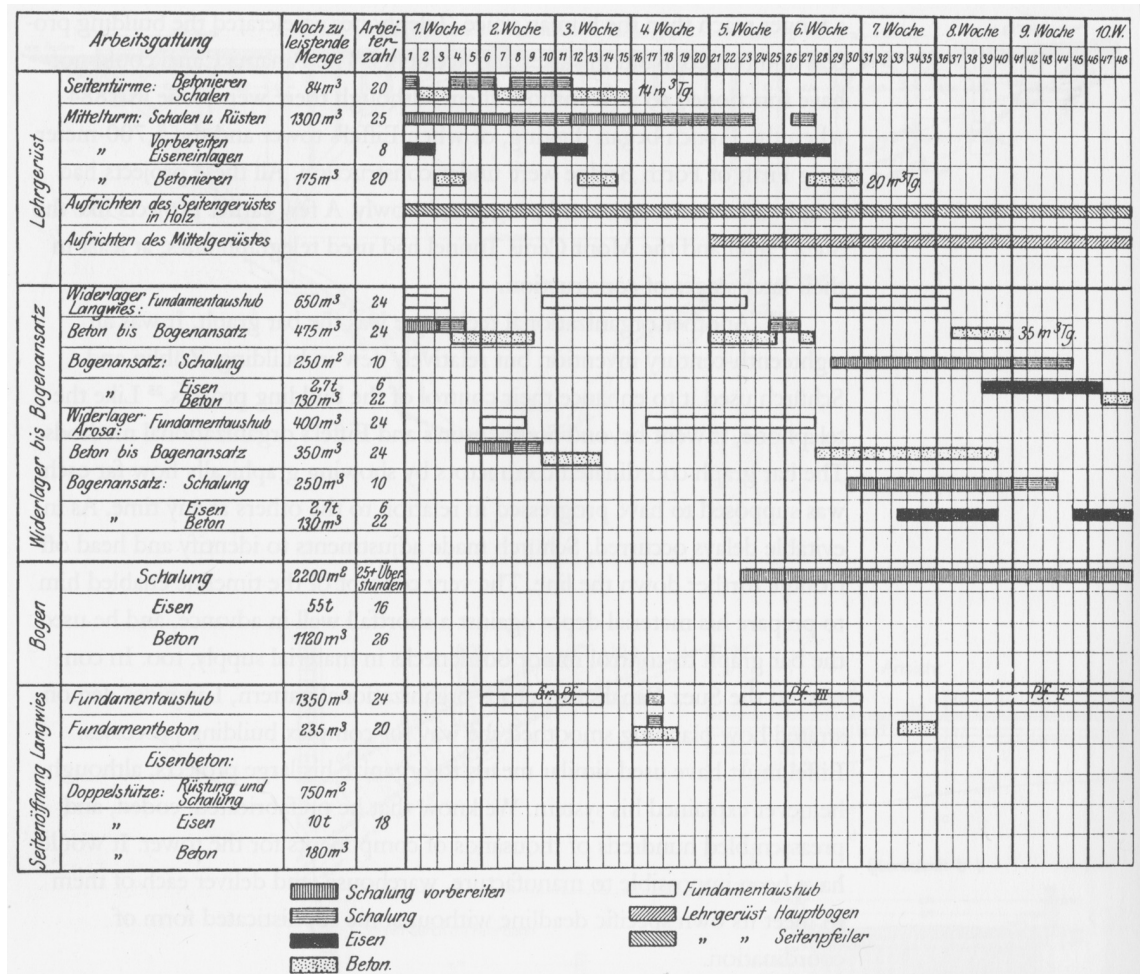 Arbeitsgattung Noch zu leistende Menge Arbeiterzahl 1. Woche 2. Woche 3. Woche 4. Woche 5. Woche 6. Woche 7. Woche 8. Woche 9. Woche 10. W.
1 2 3 4 5 6 7 8 9 10 11 12 13 14 15 16 17 18 19 20 21 22 23 24 25 26 27 28 29 30 31 32 33 34 35 36 37 38 39 40 41 42 43 44 45 46 47 48
Lehrgerüst
Seitentürme: Betonieren Schalen 84 m³ 20 14 m³ Tg.
Mittelturm: Schalen u. Rüsten 1300 m³ 25
„ Vorbereiten Eiseneinlagen 8
„ Betonieren 175 m³ 20 20 m³ Tg.
Aufrichten des Seitengerüstes in Holz
Aufrichten des Mittelgerüstes
Widerlager bis Bogenansatz
Widerlager Langwies: Fundamentaushub 650 m³ 24
Beton bis Bogenansatz 475 m³ 24 35 m³ Tg.
Bogenansatz: Schalung 250 m² 10
„ Eisen 2,7 t 6
Beton 130 m³ 22
Widerlager Arosa: Fundamentaushub 400 m³ 24
Beton bis Bogenansatz 350 m³ 24
Bogenansatz: Schalung 250 m³ 10
„ Eisen 2,7 t 6
Beton 130 m³ 22
Bogen
Schalung 2200 m² 25 + Überstunden
Eisen 55 t 16
Beton 1120 m³ 26
Seitenöffnung Langwies
Fundamentaushub 1350 m³ 24 Gr. Pf. Pf. III Pf. I
Fundamentbeton 235 m³ 20
Eisenbeton:
Doppelstütze: Rüstung und Schalung 750 m²
„ Eisen 10 t 18
„ Beton 180 m³
Schalung vorbereiten
Schalung
Eisen
Beton.
Fundamentaushub
Lehrgerüst Hauptbogen
„ „ Seitenpfeiler